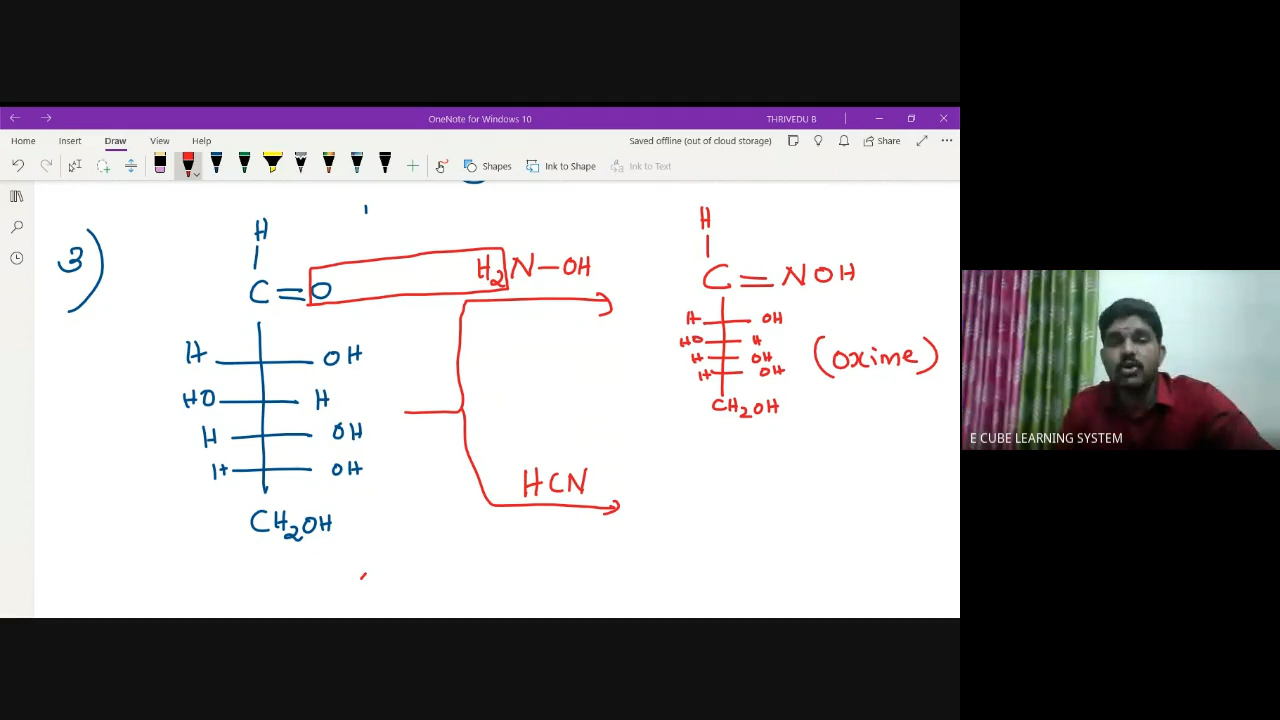 OneNote for Windows 10
THRIVEDU B
Home Insert Draw View Help
Saved offline (out of cloud storage)
Share
Shapes
Ink to Shape
Ink to Text
3)
H
C=O
H OH
HO H
H OH
H OH
CH2OH
H2N-OH
HCN
H
C=NOH
H OH
HO H
H OH
H OH
CH2OH
(oxime)
E CUBE LEARNING SYSTEM